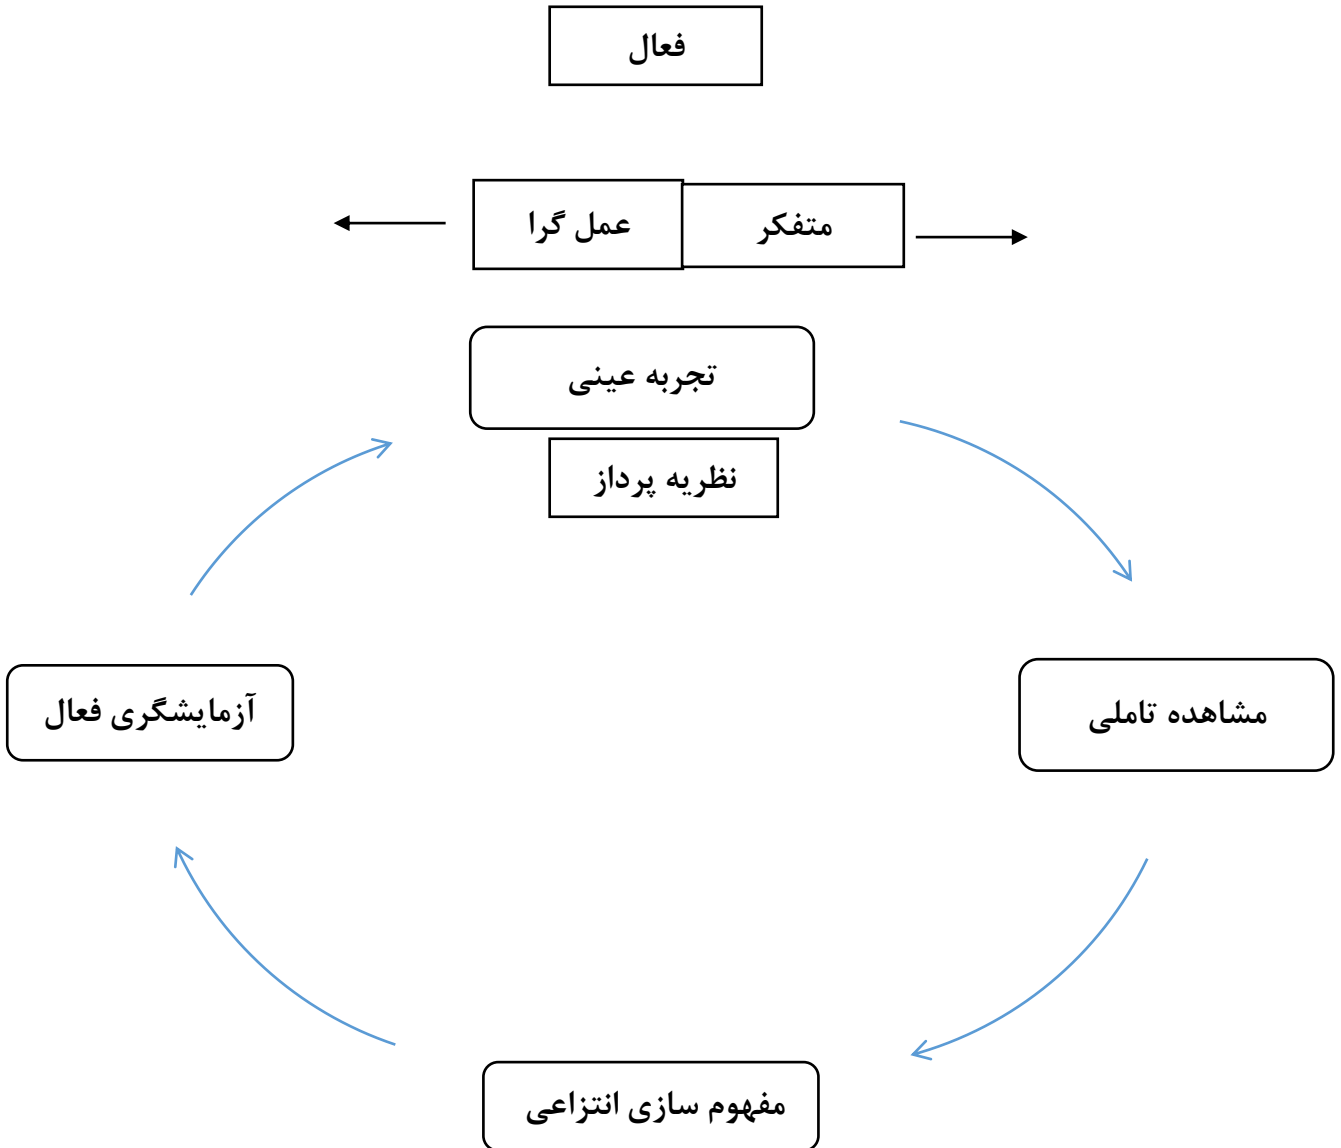 فعال
متفکر
عمل گرا
تجربه عینی
نظریه پرداز
مشاهده تاملی
آزمایشگری فعال
مفهوم سازی انتزاعی